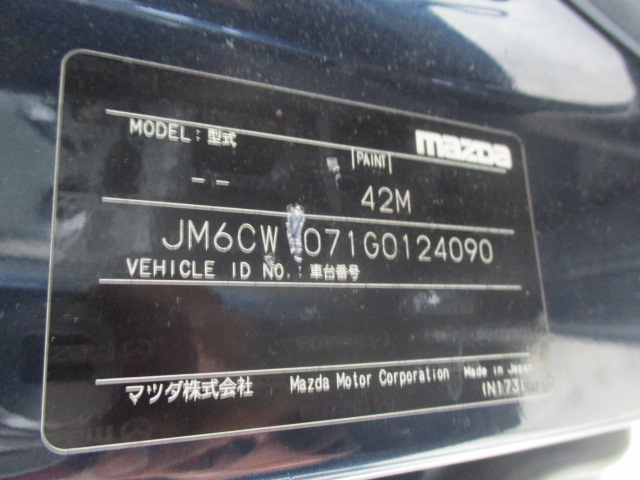 mazda
MODEL : 型式
PAINT
-- 42M
JM6CW 071G0124090
VEHICLE ID NO. : 車台番号
マツダ株式会社 Mazda Motor Corporation Made in Japan